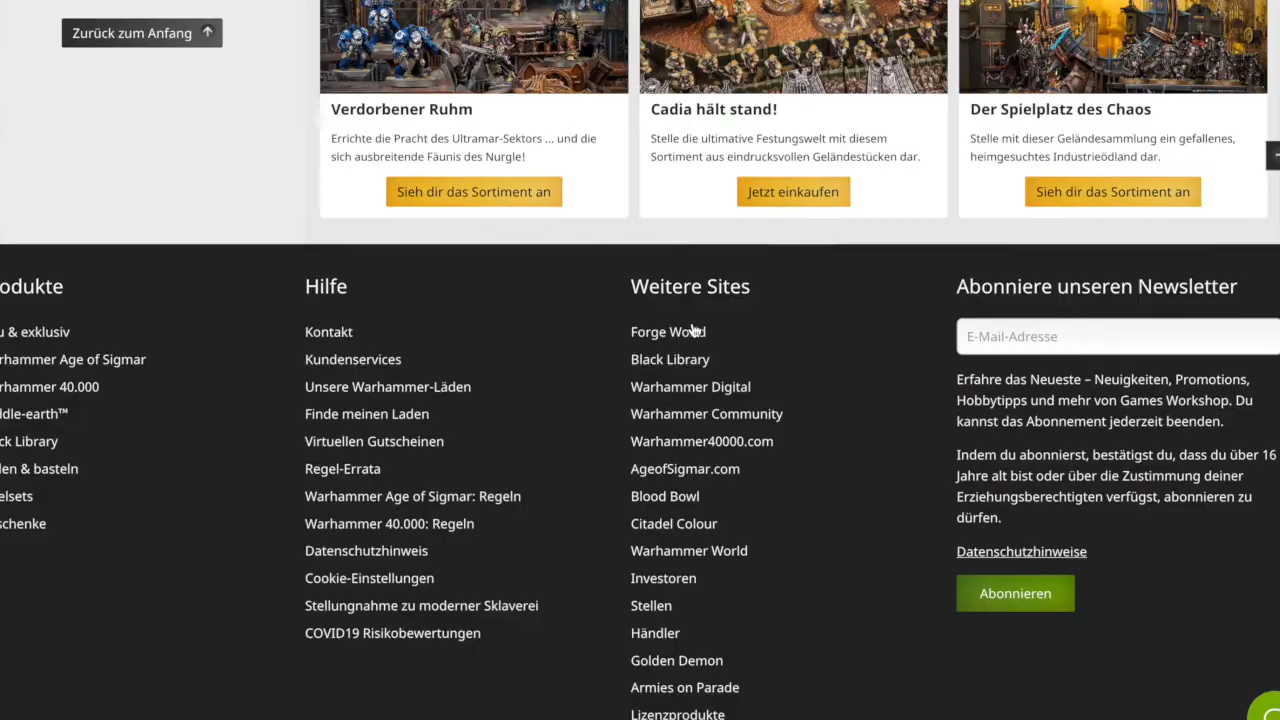 Zurück zum Anfang
Verdorbener Ruhm
Errichte die Pracht des Ultramar-Sektors ... und die
sich ausbreitende Fäunis des Nurgle!
Sieh dir das Sortiment an
Cadia hält stand!
Stelle die ultimative Festungswelt mit diesem
Sortiment aus eindrucksvollen Geländestücken dar.
Jetzt einkaufen
Der Spielplatz des Chaos
Stelle mit dieser Geländesammlung ein gefallenes,
heimgesuchtes Industrieödland dar.
Sieh dir das Sortiment an
odukte
u & exklusiv
rhammer Age of Sigmar
rhammer 40.000
ddle-earth™
ck Library
len & basteln
elsets
schenke
Hilfe
Kontakt
Kundenservices
Unsere Warhammer-Läden
Finde meinen Laden
Virtuellen Gutscheinen
Regel-Errata
Warhammer Age of Sigmar: Regeln
Warhammer 40.000: Regeln
Datenschutzhinweis
Cookie-Einstellungen
Stellungnahme zu moderner Sklaverei
COVID19 Risikobewertungen
Weitere Sites
Forge World
Black Library
Warhammer Digital
Warhammer Community
Warhammer40000.com
AgeofSigmar.com
Blood Bowl
Citadel Colour
Warhammer World
Investoren
Stellen
Händler
Golden Demon
Armies on Parade
Lizenzprodukte
Abonniere unseren Newsletter
E-Mail-Adresse
Erfahre das Neueste – Neuigkeiten, Promotions,
Hobbytipps und mehr von Games Workshop. Du
kannst das Abonnement jederzeit beenden.
Indem du abonnierst, bestätigst du, dass du über 16
Jahre alt bist oder über die Zustimmung deiner
Erziehungsberechtigten verfügst, abonnieren zu
dürfen.
Datenschutzhinweise
Abonnieren